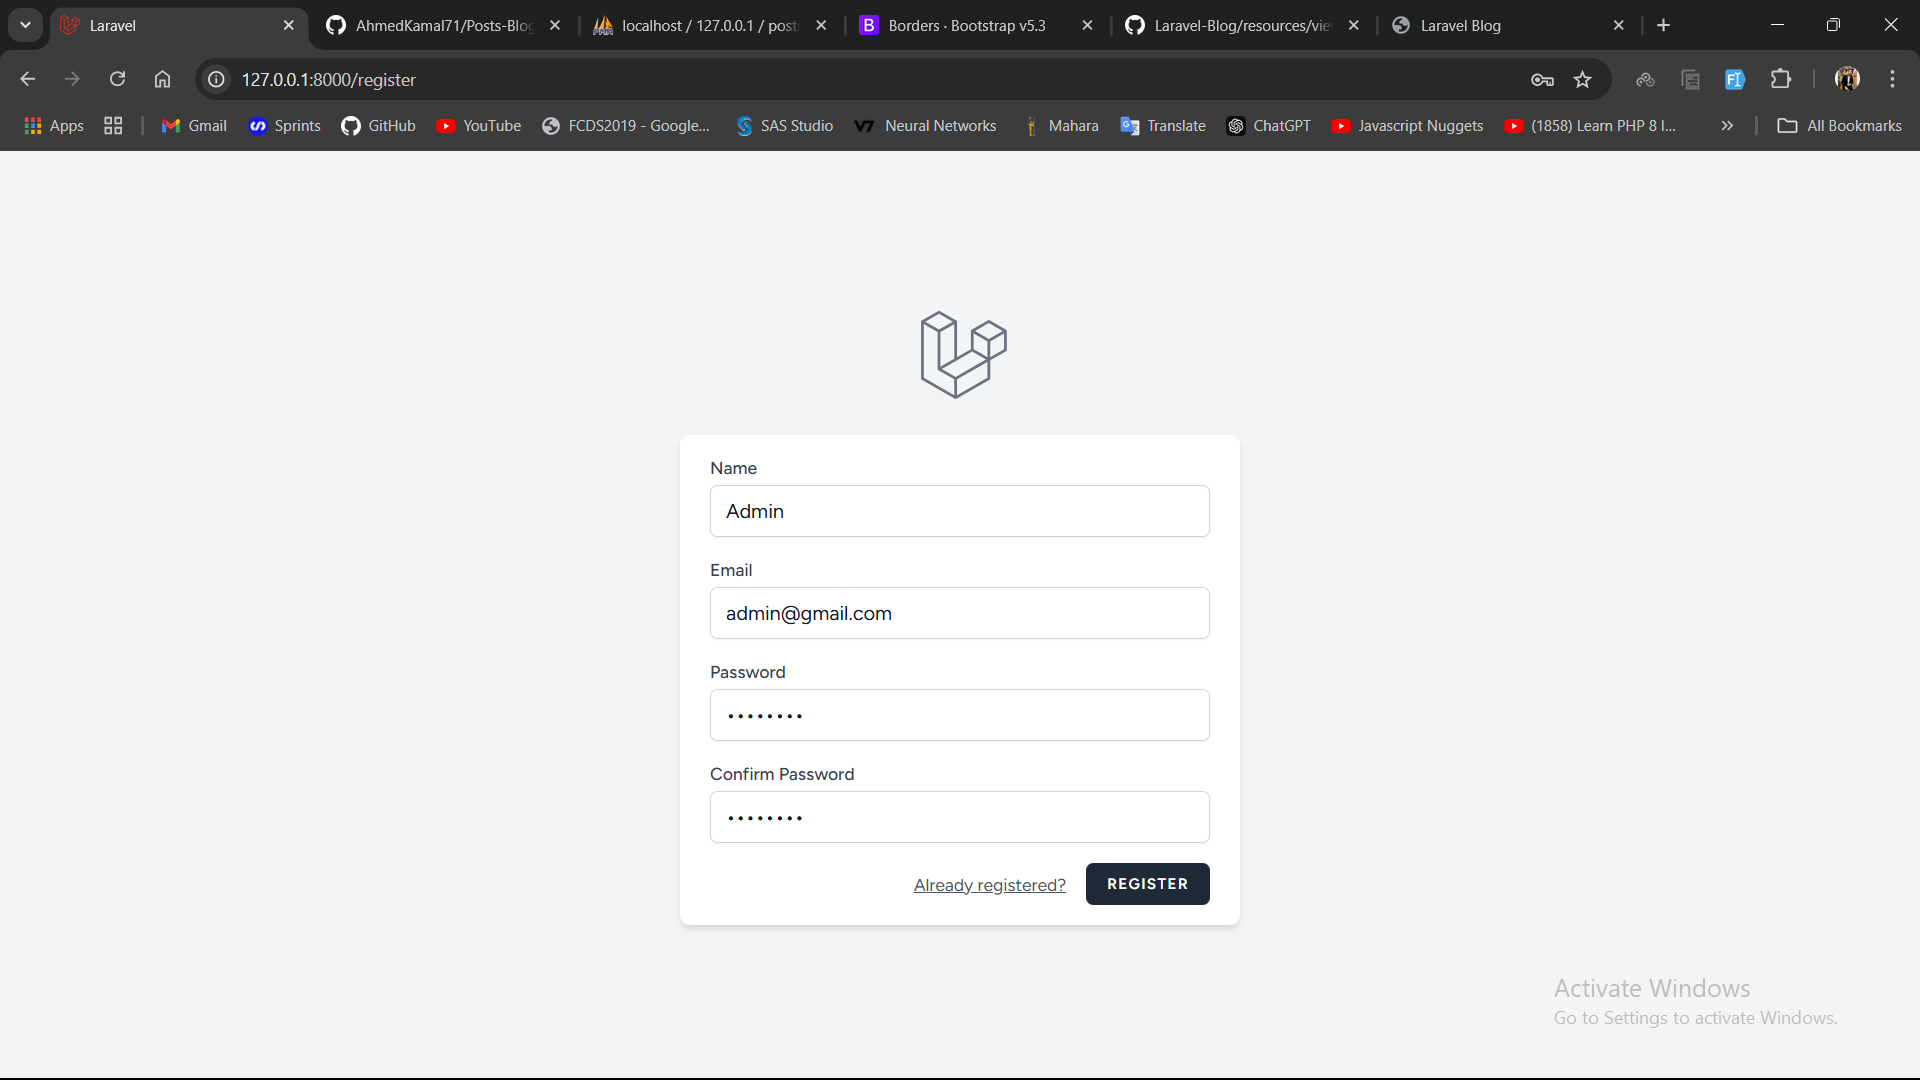 Laravel
AhmedKamal71/Posts-Blog
localhost / 127.0.0.1 / posts
Borders · Bootstrap v5.3
Laravel-Blog/resources/vie
Laravel Blog
127.0.0.1:8000/register
Apps
Gmail
Sprints
GitHub
YouTube
FCDS2019 - Google...
SAS Studio
Neural Networks
Mahara
Translate
ChatGPT
Javascript Nuggets
(1858) Learn PHP 8 I...
All Bookmarks
Name
Admin
Email
admin@gmail.com
Password
Confirm Password
Already registered?
REGISTER
Activate Windows
Go to Settings to activate Windows.